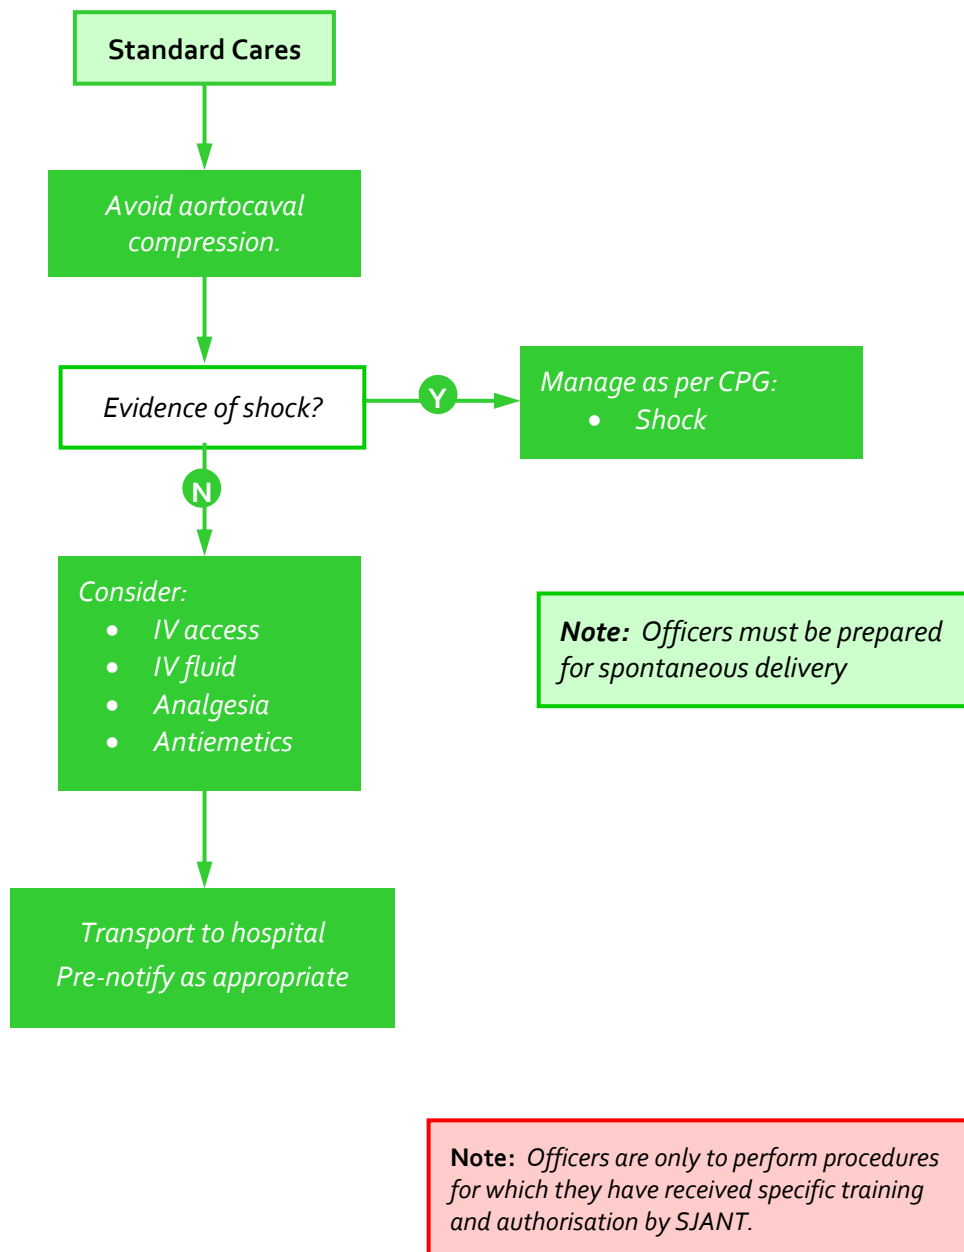 Standard Cares
Avoid aortocaval
compression.
Evidence of shock?
Y
Manage as per CPG:
• Shock
N
Consider:
• IV access
• IV fluid
• Analgesia
• Antiemetics
Note: Officers must be prepared
for spontaneous delivery
Transport to hospital
Pre-notify as appropriate
Note: Officers are only to perform procedures
for which they have received specific training
and authorisation by SJANT.